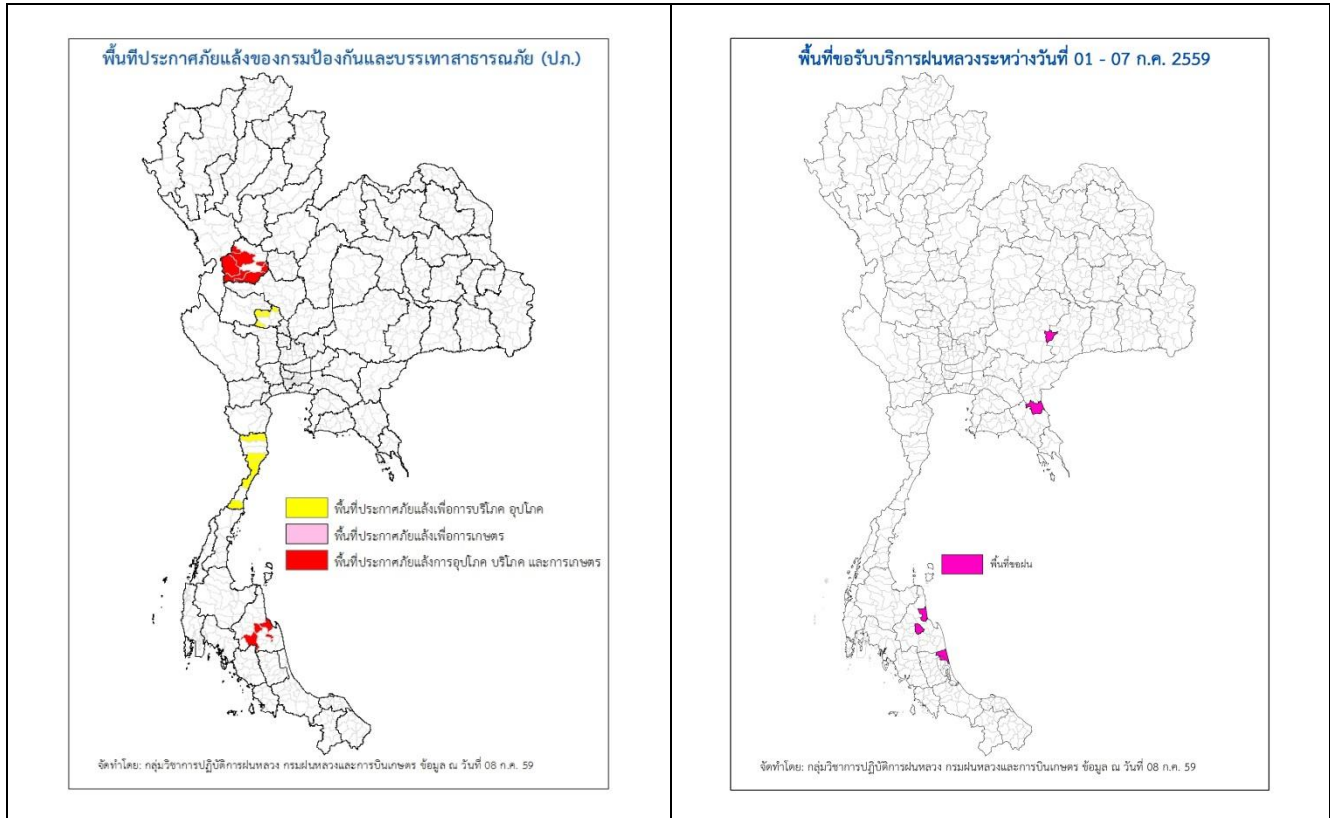 พื้นที่ประกาศภัยแล้งของกรมป้องกันและบรรเทาสาธารณภัย (ปภ.)
พื้นที่ประกาศภัยแล้งเพื่อการบริโภค อุปโภค
พื้นที่ประกาศภัยแล้งเพื่อการเกษตร
พื้นที่ประกาศภัยแล้งการอุปโภค บริโภค และการเกษตร
จัดทำโดย: กลุ่มวิชาการปฏิบัติการฝนหลวง กรมฝนหลวงและการบินเกษตร ข้อมูล ณ วันที่ 08 ก.ค. 59
พื้นที่ขอรับบริการฝนหลวงระหว่างวันที่ 01 - 07 ก.ค. 2559
พื้นที่ขอฝน
จัดทำโดย: กลุ่มวิชาการปฏิบัติการฝนหลวง กรมฝนหลวงและการบินเกษตร ข้อมูล ณ วันที่ 08 ก.ค. 59